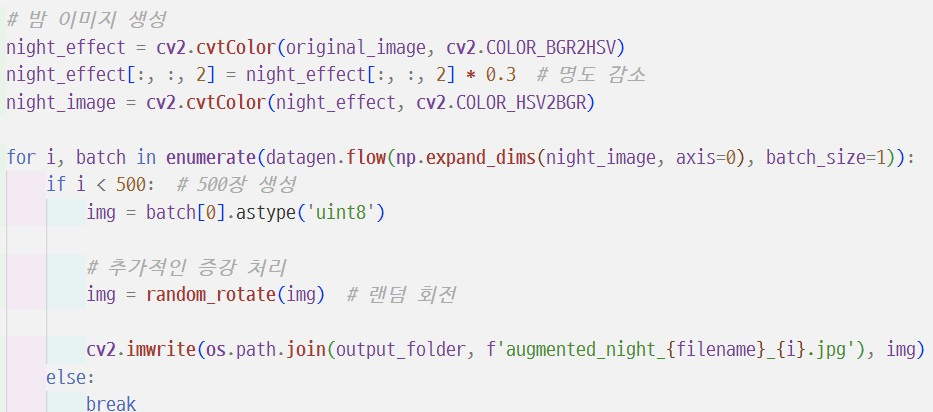 # 밤 이미지 생성
night_effect = cv2.cvtColor(original_image, cv2.COLOR_BGR2HSV)
night_effect[:, :, 2] = night_effect[:, :, 2] * 0.3  # 명도 감소
night_image = cv2.cvtColor(night_effect, cv2.COLOR_HSV2BGR)

for i, batch in enumerate(datagen.flow(np.expand_dims(night_image, axis=0), batch_size=1)):
    if i < 500:  # 500장 생성
        img = batch[0].astype('uint8')

        # 추가적인 증강 처리
        img = random_rotate(img)  # 랜덤 회전

        cv2.imwrite(os.path.join(output_folder, f'augmented_night_{filename}_{i}.jpg'), img)
    else:
        break